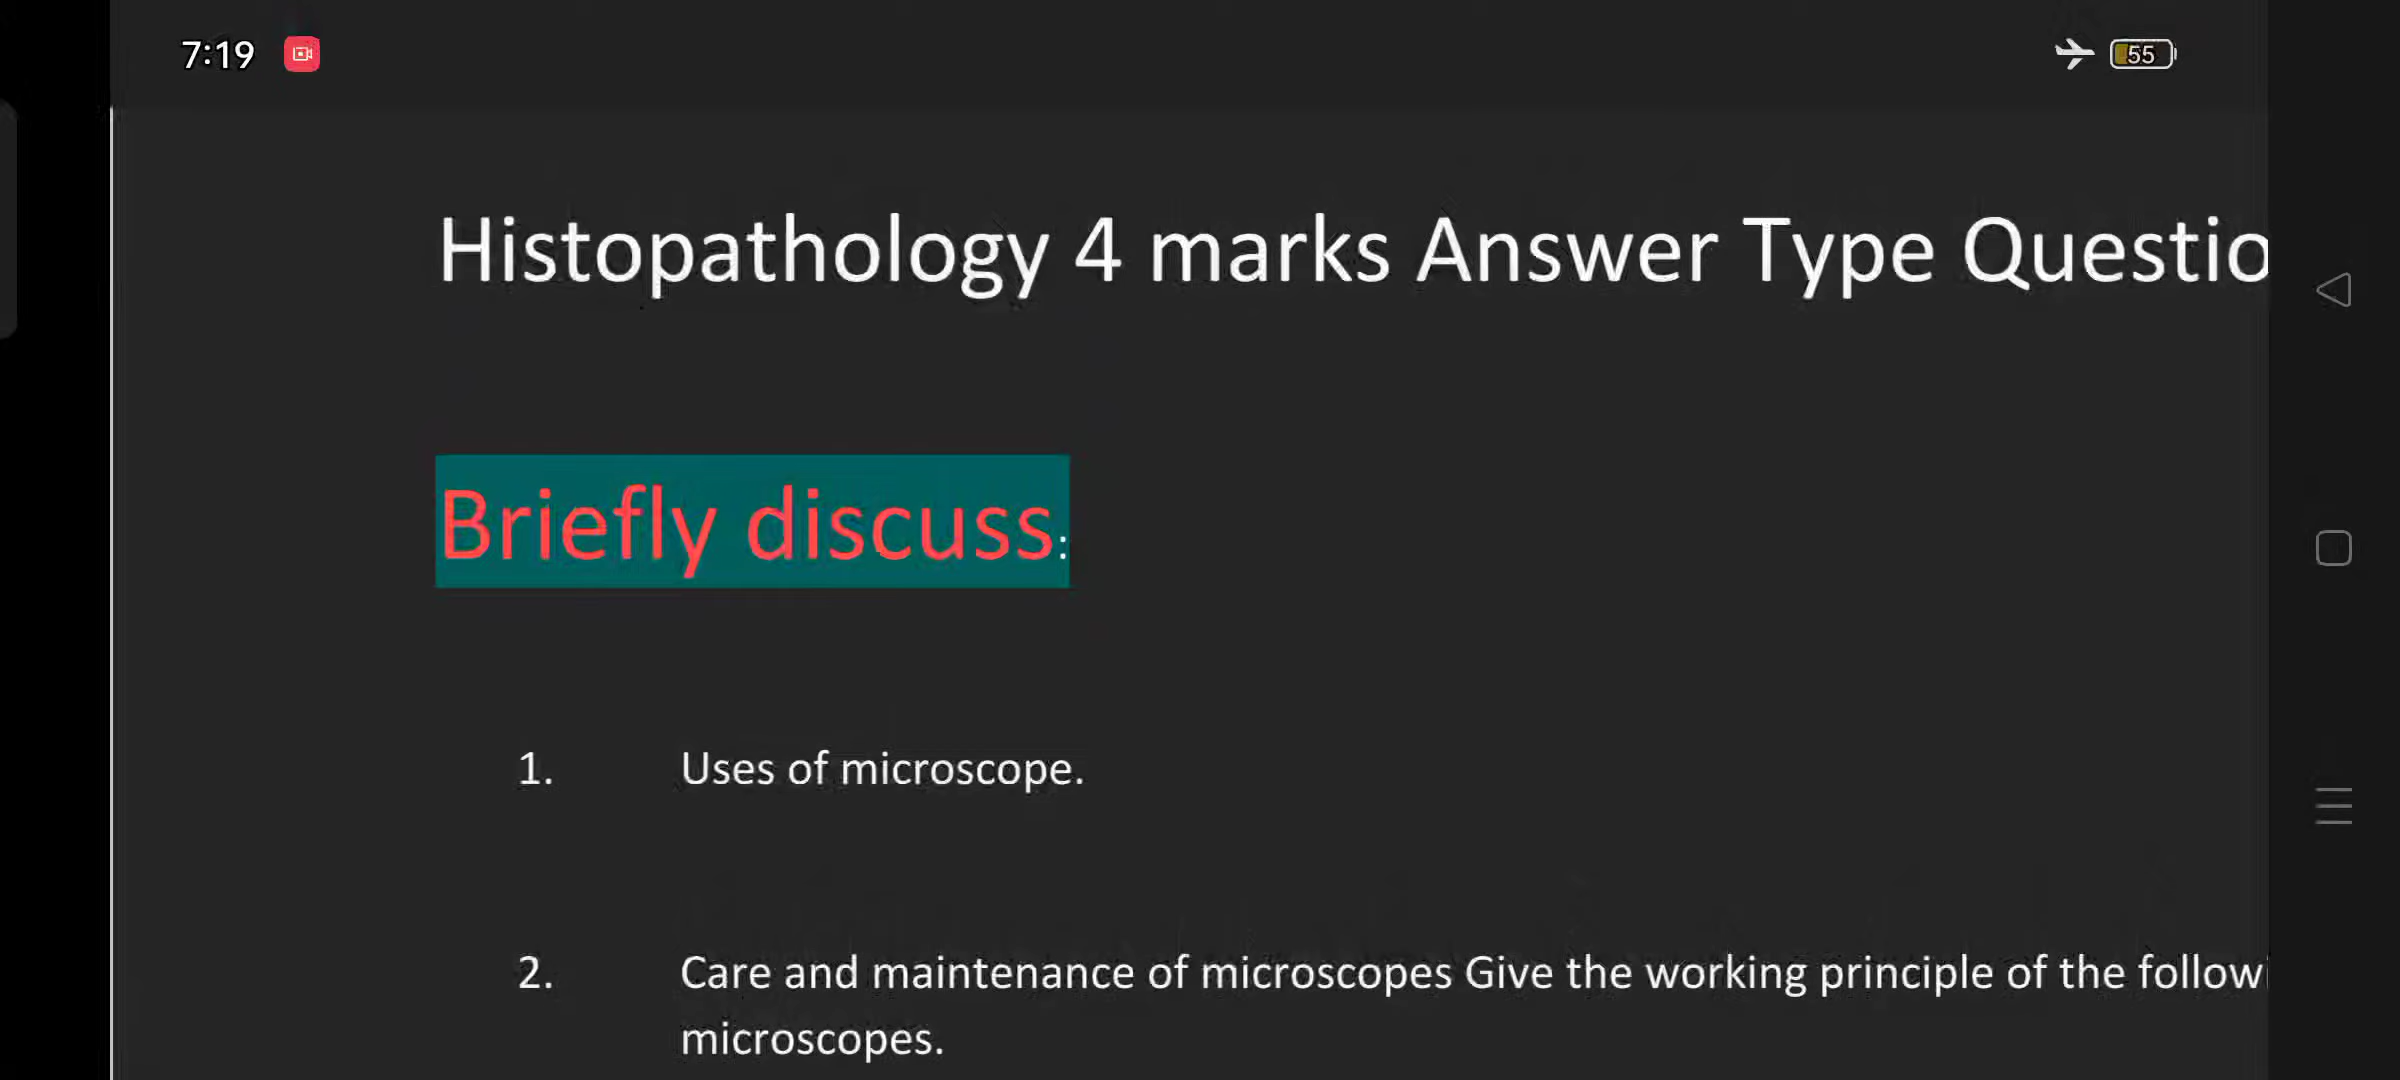 7:19
55
Histopathology 4 marks Answer Type Questio
Briefly discuss:
1. Uses of microscope.
2. Care and maintenance of microscopes Give the working principle of the follow
microscopes.